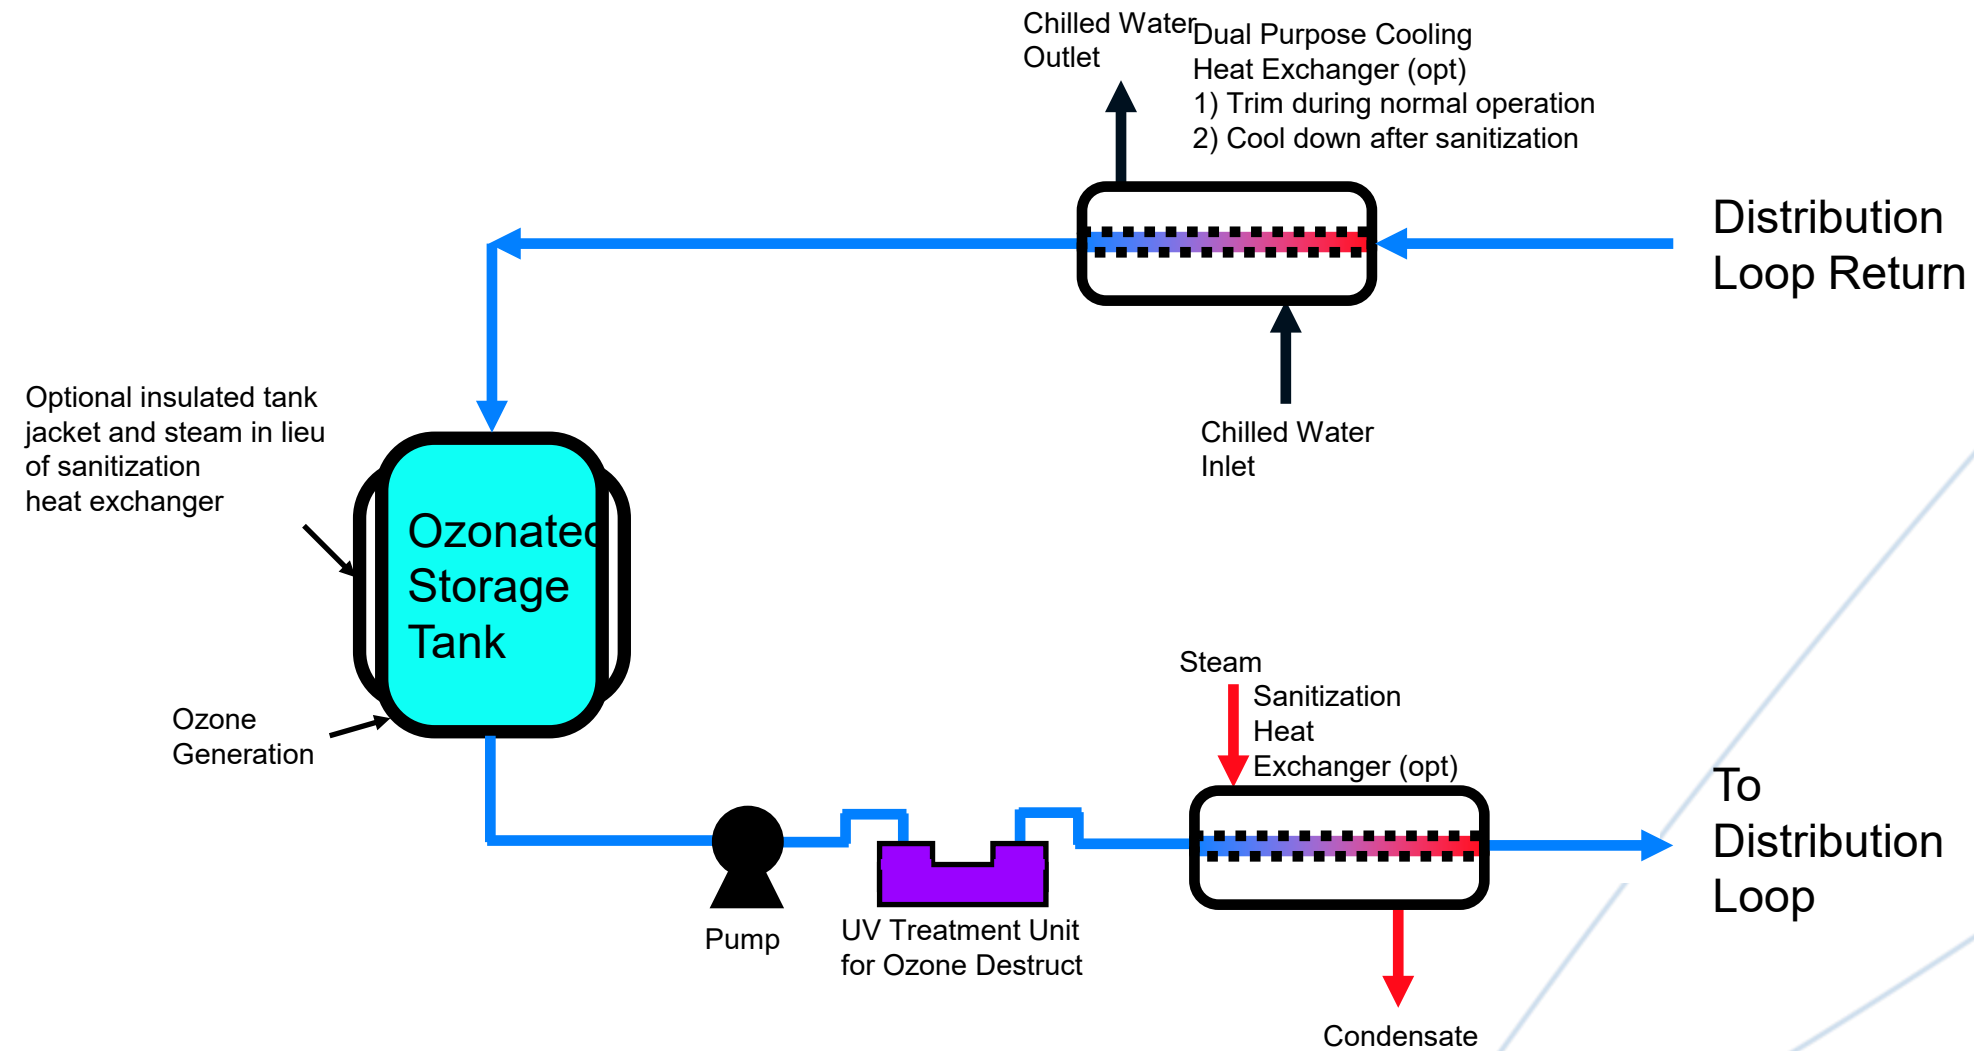 Chilled Water
Outlet
Dual Purpose Cooling
Heat Exchanger (opt)
1) Trim during normal operation
2) Cool down after sanitization
Distribution
Loop Return
Chilled Water
Inlet
Optional insulated tank
jacket and steam in lieu
of sanitization
heat exchanger
Ozonated
Storage
Tank
Ozone
Generation
Steam
Sanitization
Heat
Exchanger (opt)
To
Distribution
Loop
Pump
UV Treatment Unit
for Ozone Destruct
Condensate